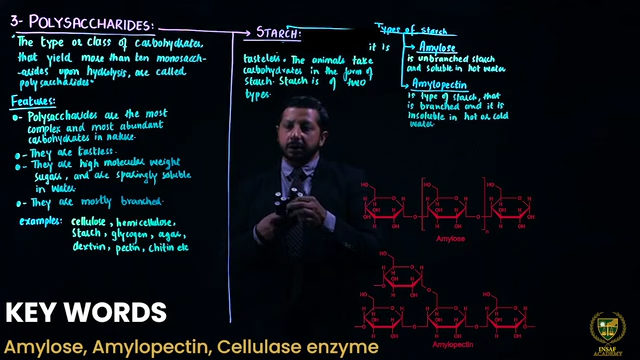 3- POLYSACCHARIDES:
"The type or class of carbohydrates
that yield more than ten monosach-
-arides upon hydrolysis, are called
polysaccharides"
Features:
o- Polysaccharides are the most
complex and most abundant
carbohydrates in nature.
o- They are tastless.
o- They are high molecular weight
sugars, and are sparingly soluble
in water.
o- They are mostly branched.
examples: cellulose, hemicellulose,
starch, glycogen, agar,
dextrin, pectin, chitin etc
STARCH:
it is
tasteless. The animals take
carbohydrates in the form of
starch. Starch is of two
types.
Types of starch
Amylose
is unbranched starch
and soluble in hot water
Amylopectin
is type of starch, that
is branched and it is
insoluble in hot or cold
water
Amylose
Amylopectin
KEY WORDS
Amylose, Amylopectin, Cellulase enzyme
INSAF
ACADEMY